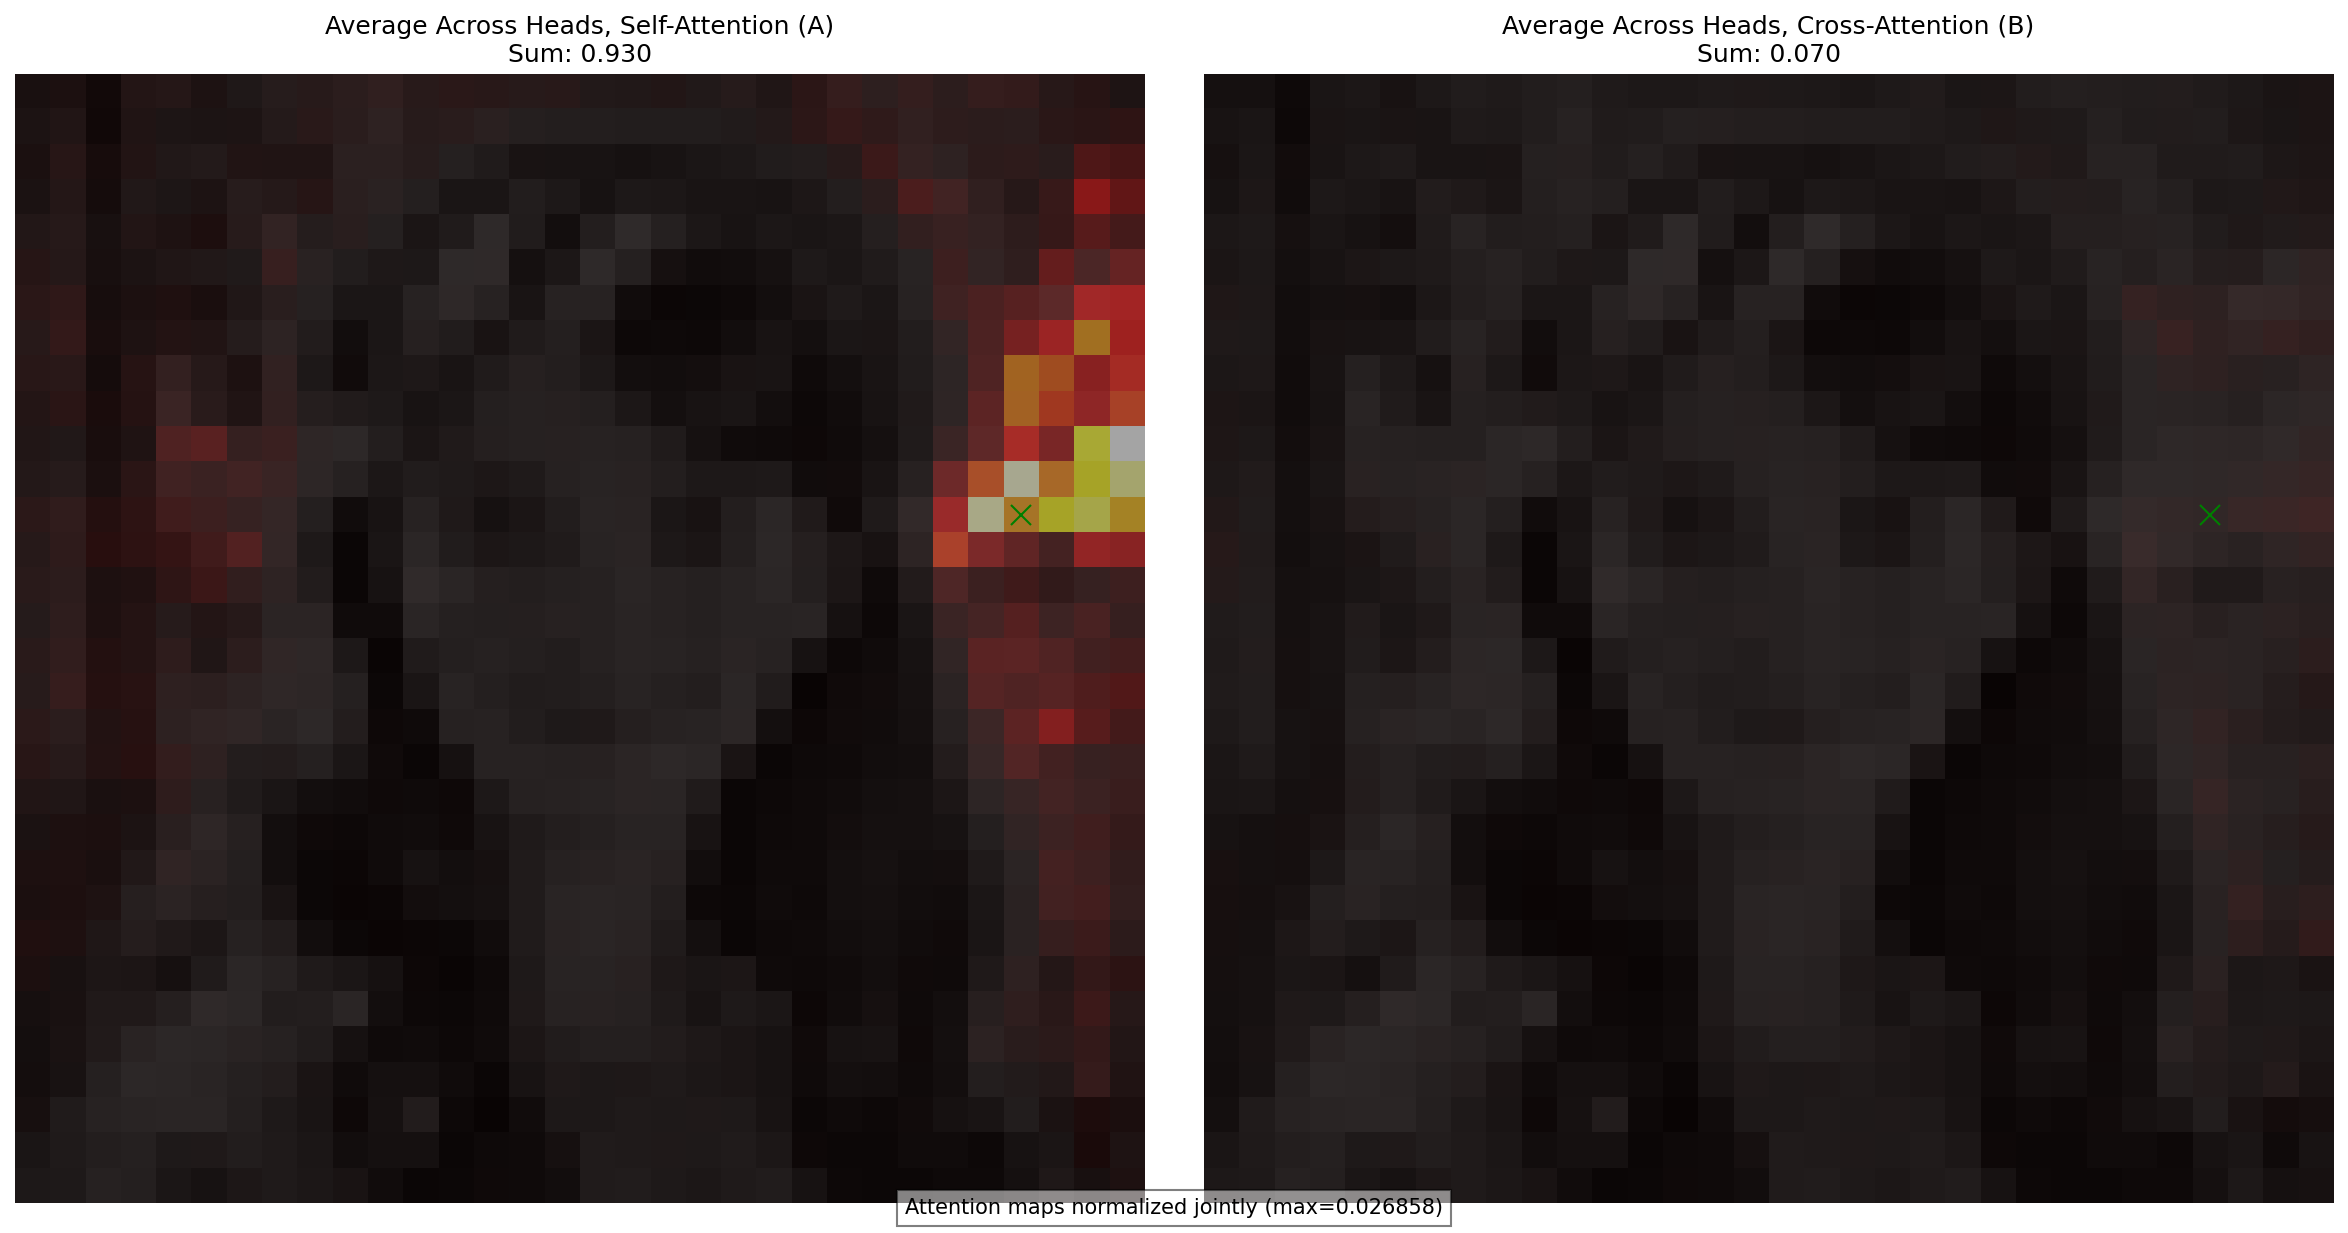 Average Across Heads, Self-Attention (A)
Sum: 0.930
Average Across Heads, Cross-Attention (B)
Sum: 0.070
Attention maps normalized jointly (max=0.026858)